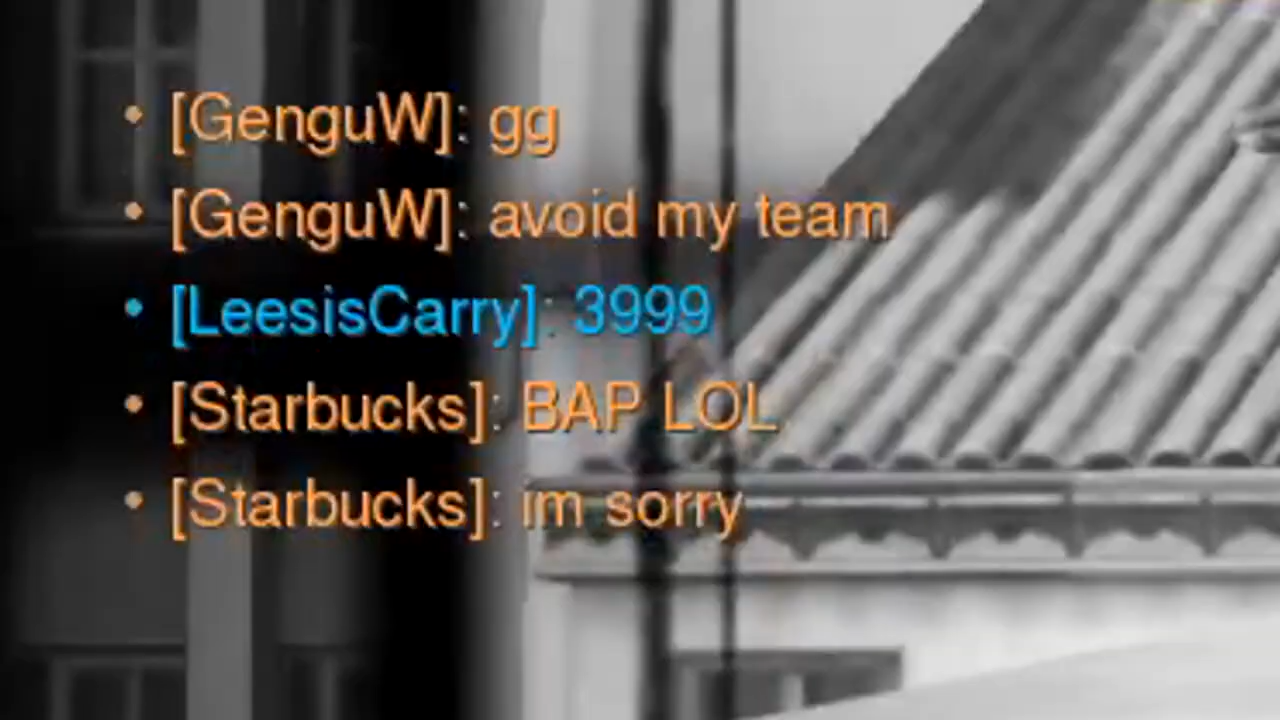 • [GenguW]: gg
• [GenguW]: avoid my team
• [LeesisCarry]: 3999
• [Starbucks]: BAP LOL
• [Starbucks]: im sorry